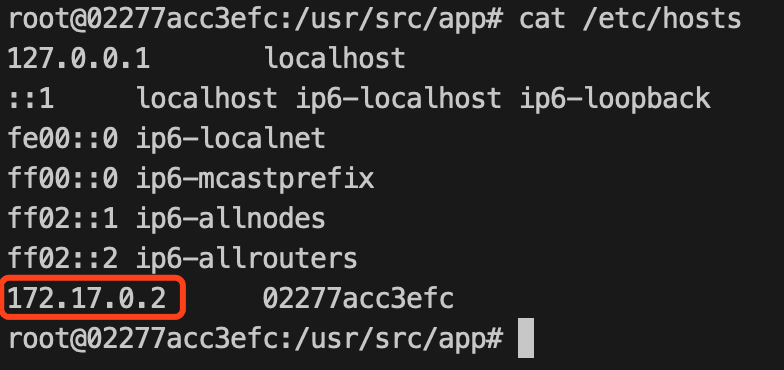 root@02277acc3efc:/usr/src/app# cat /etc/hosts
127.0.0.1       localhost
::1     localhost ip6-localhost ip6-loopback
fe00::0 ip6-localnet
ff00::0 ip6-mcastprefix
ff02::1 ip6-allnodes
ff02::2 ip6-allrouters
172.17.0.2      02277acc3efc
root@02277acc3efc:/usr/src/app#